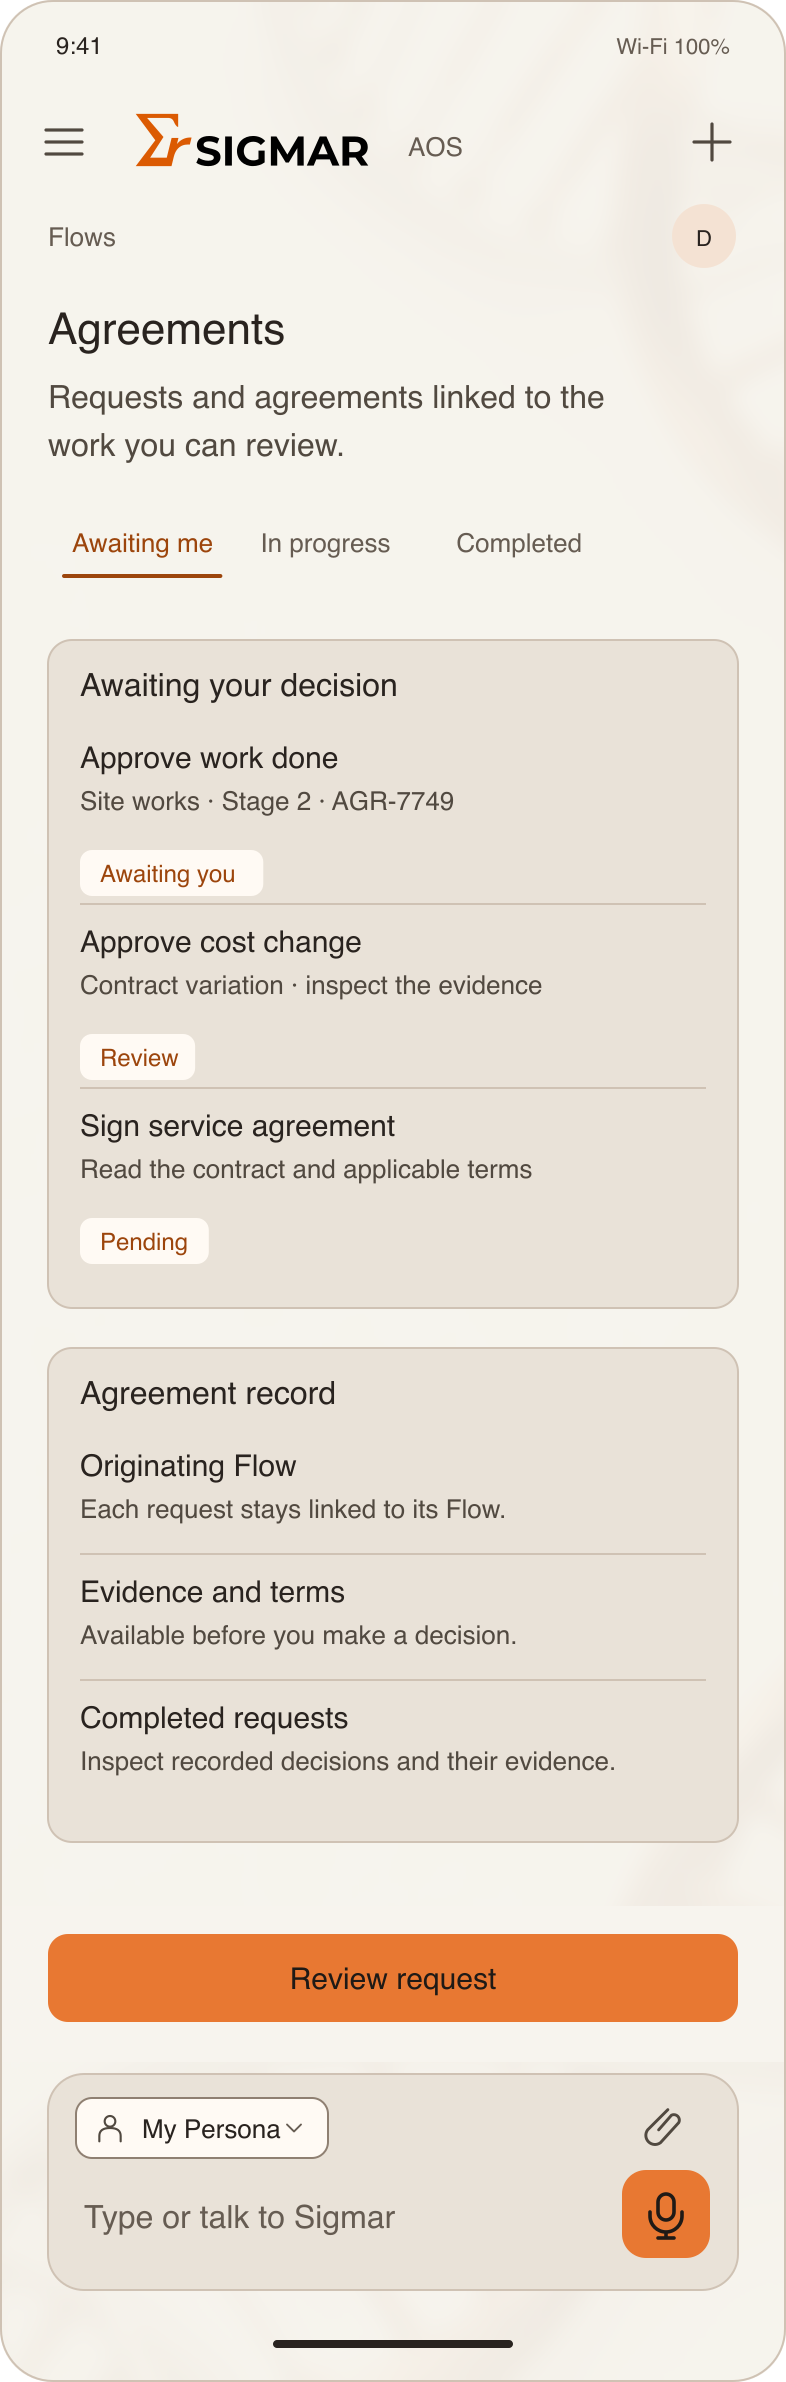 9:41
Wi-Fi 100%
Σr SIGMAR AOS
Flows
D
Agreements
Requests and agreements linked to the
work you can review.
Awaiting me
In progress
Completed
Awaiting your decision
Approve work done
Site works · Stage 2 · AGR-7749
Awaiting you
Approve cost change
Contract variation · inspect the evidence
Review
Sign service agreement
Read the contract and applicable terms
Pending
Agreement record
Originating Flow
Each request stays linked to its Flow.
Evidence and terms
Available before you make a decision.
Completed requests
Inspect recorded decisions and their evidence.
Review request
My Persona
Type or talk to Sigmar